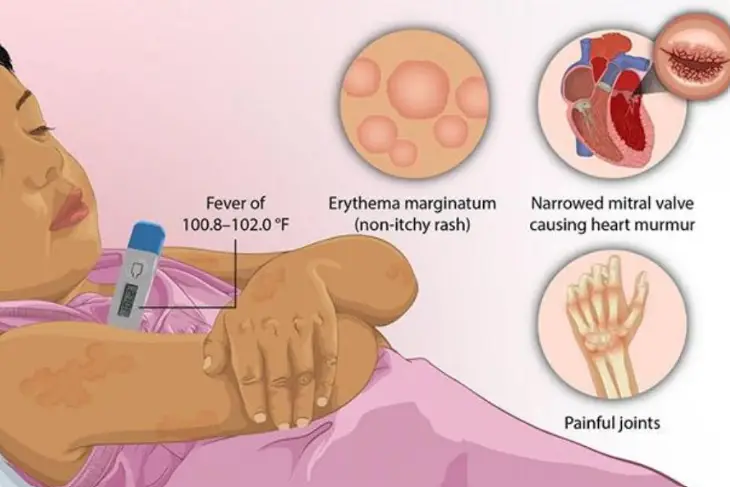 Fever of
100.8–102.0 °F
Erythema marginatum
(non-itchy rash)
Narrowed mitral valve
causing heart murmur
Painful joints